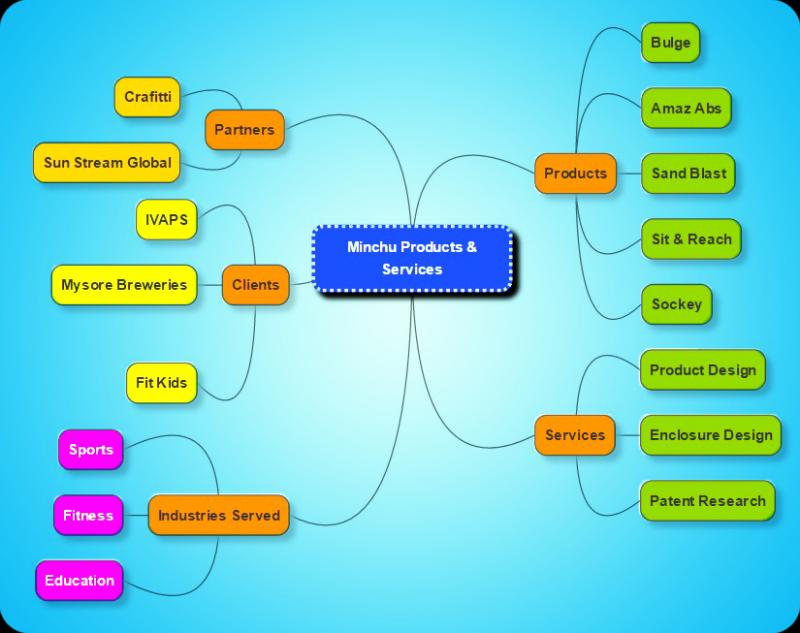 Minchu Products &
Services
Partners
Crafitti
Sun Stream Global
Clients
IVAPS
Mysore Breweries
Fit Kids
Industries Served
Sports
Fitness
Education
Products
Bulge
Amaz Abs
Sand Blast
Sit & Reach
Sockey
Services
Product Design
Enclosure Design
Patent Research